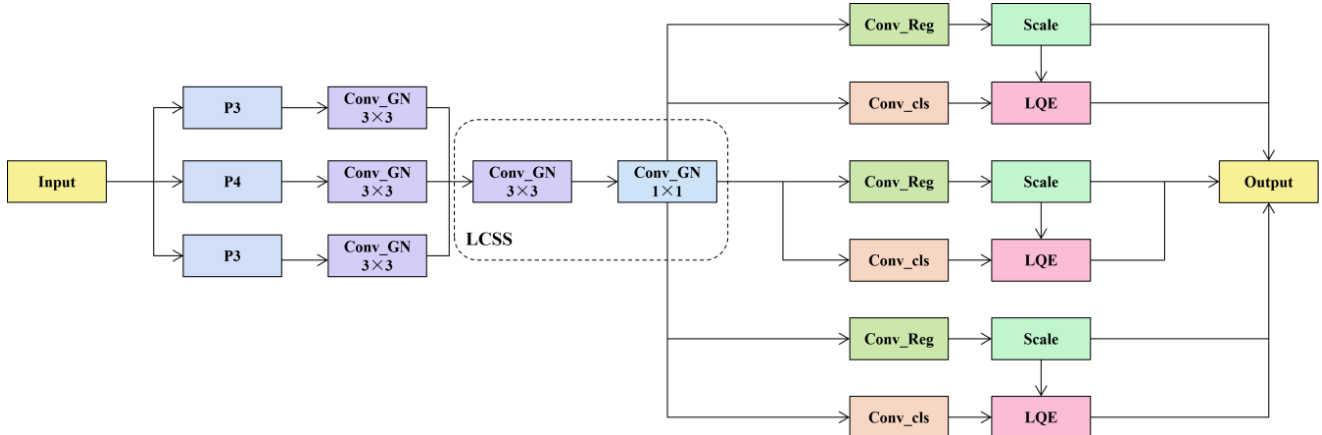 Input
P3
P4
P3
Conv_GN
3×3
Conv_GN
3×3
Conv_GN
3×3
Conv_GN
3×3
Conv_GN
1×1
LCSS
Conv_Reg
Scale
Conv_cls
LQE
Conv_Reg
Scale
Conv_cls
LQE
Conv_Reg
Scale
Conv_cls
LQE
Output